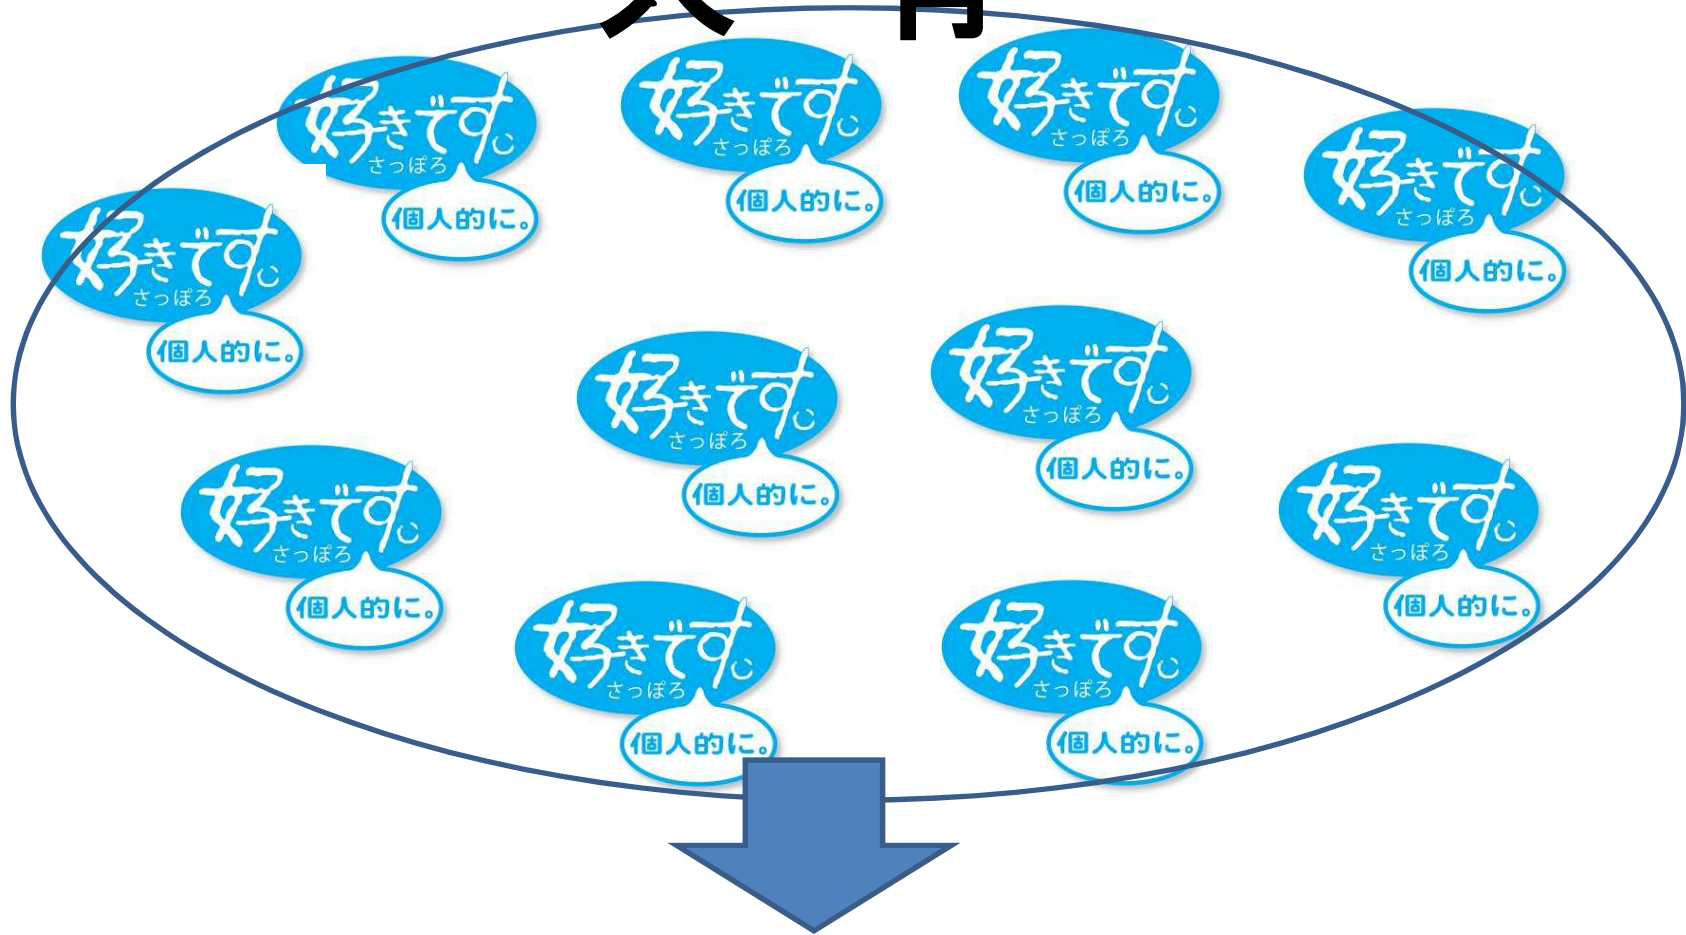 好きです。
さっぽろ
個人的に。
好きです。
さっぽろ
個人的に。
好きです。
さっぽろ
個人的に。
好きです。
さっぽろ
個人的に。
好きです。
さっぽろ
個人的に。
好きです。
さっぽろ
個人的に。
好きです。
さっぽろ
個人的に。
好きです。
さっぽろ
個人的に。
好きです。
さっぽろ
個人的に。
好きです。
さっぽろ
個人的に。
好きです。
さっぽろ
個人的に。